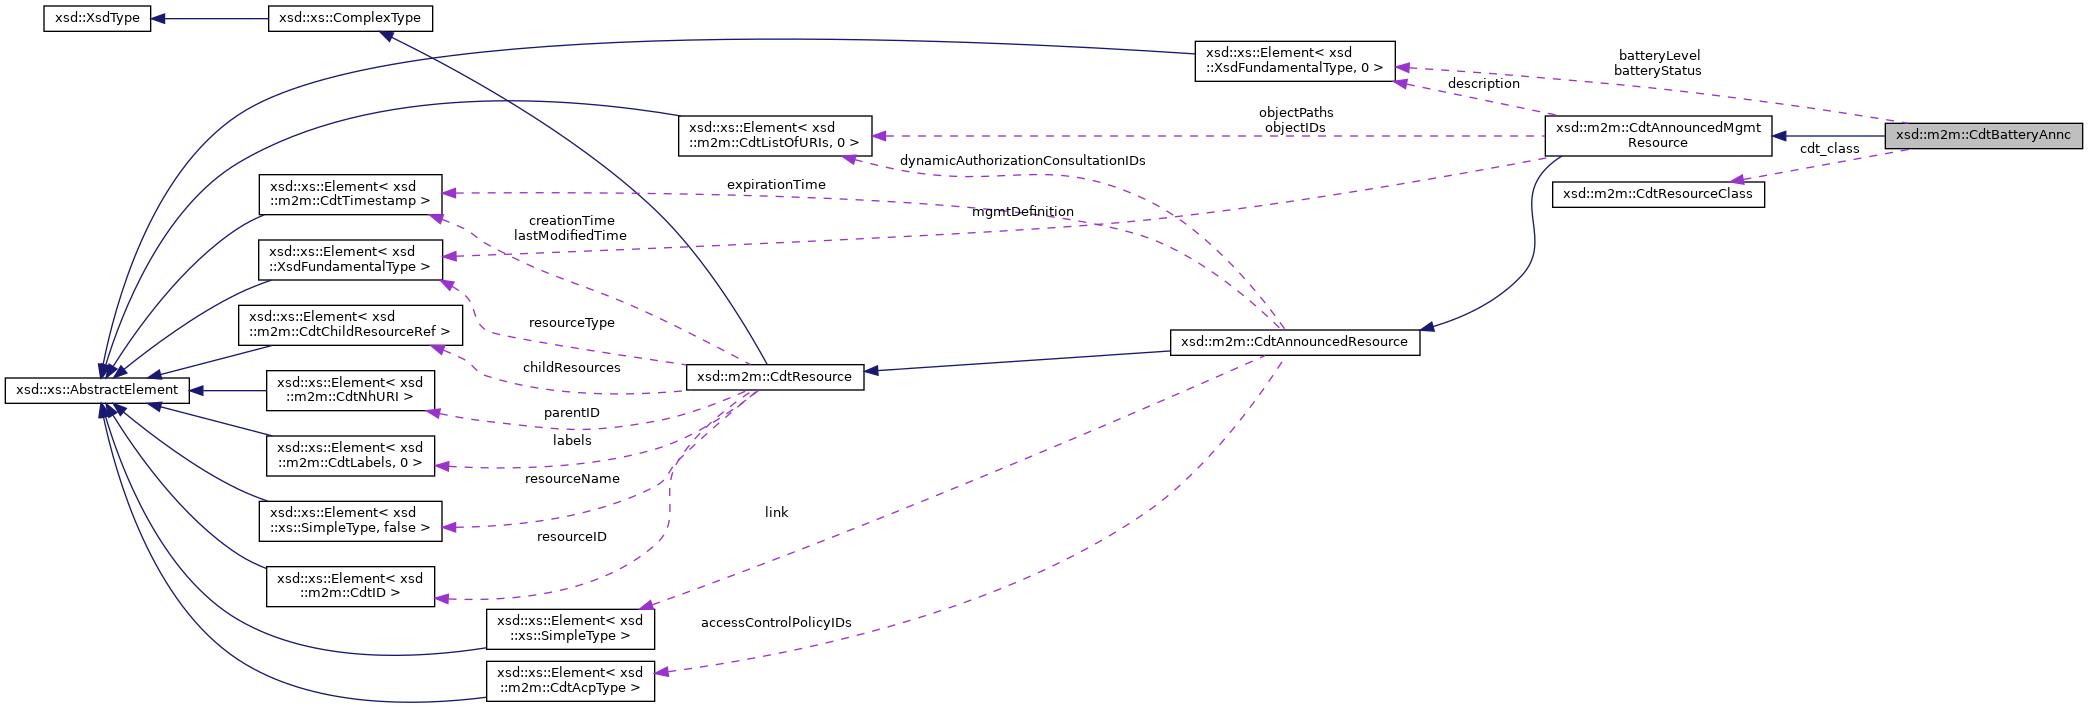 xsd::XsdType
xsd::xs::ComplexType
xsd::xs::Element< xsd
::XsdFundamentalType, 0 >
batteryLevel
batteryStatus
description
objectPaths
objectIDs
xsd::xs::Element< xsd
::m2m::CdtListOfURIs, 0 >
xsd::m2m::CdtAnnouncedMgmt
Resource
xsd::m2m::CdtBatteryAnnc
cdt_class
dynamicAuthorizationConsultationIDs
xsd::m2m::CdtResourceClass
expirationTime
xsd::xs::Element< xsd
::m2m::CdtTimestamp >
mgmtDefinition
creationTime
lastModifiedTime
xsd::xs::Element< xsd
::XsdFundamentalType >
xsd::xs::Element< xsd
::m2m::CdtChildResourceRef >
resourceType
xsd::m2m::CdtAnnouncedResource
childResources
xsd::m2m::CdtResource
xsd::xs::AbstractElement
xsd::xs::Element< xsd
::m2m::CdtNhURI >
parentID
labels
xsd::xs::Element< xsd
::m2m::CdtLabels, 0 >
resourceName
xsd::xs::Element< xsd
::xs::SimpleType, false >
link
resourceID
xsd::xs::Element< xsd
::m2m::CdtID >
xsd::xs::Element< xsd
::xs::SimpleType >
accessControlPolicyIDs
xsd::xs::Element< xsd
::m2m::CdtAcpType >